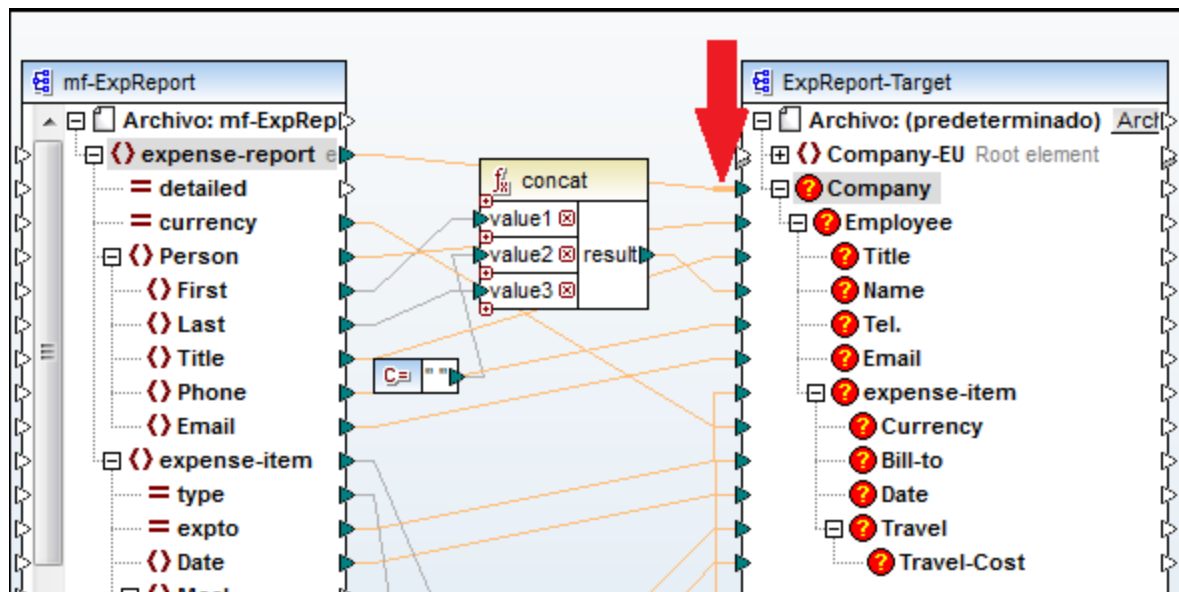 mf-ExpReport
Archivo: mf-ExpRep
expense-report
detailed
currency
Person
First
Last
Title
Phone
Email
expense-item
type
expto
Date
concat
value1
value2
value3
result
C= " "
ExpReport-Target
Archivo: (predeterminado) Arch
Company-EU Root element
Company
Employee
Title
Name
Tel.
Email
expense-item
Currency
Bill-to
Date
Travel
Travel-Cost